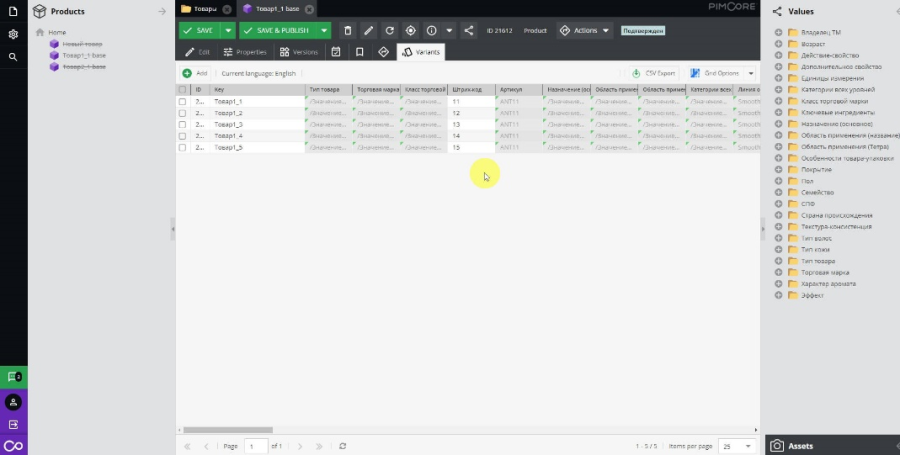 Products
Home
Новый товар
Товар1_1 base
Товар2_1 base
Товары
Товар1_1 base
PIMCORE
SAVE
SAVE & PUBLISH
ID 21612
Product
Actions
Подтвержден
Edit
Properties
Versions
Variants
Add
Current language: English
CSV Export
Grid Options
ID Key Тип товара Торговая марка Класс торговой Штрих-код Артикул Назначение (ос Область приме Область приме Категории всех Линия
2... Товар1_1 /Значение... /Значение... /Значение... 11 ANT11 /Значение... /Значение... /Значение... /Значение... Smooth
2... Товар1_2 /Значение... /Значение... /Значение... 12 ANT11 /Значение... /Значение... /Значение... /Значение... Smooth
2... Товар1_3 /Значение... /Значение... /Значение... 13 ANT11 /Значение... /Значение... /Значение... /Значение... Smooth
2... Товар1_4 /Значение... /Значение... /Значение... 14 ANT11 /Значение... /Значение... /Значение... /Значение... Smooth
2... Товар1_5 /Значение... /Значение... /Значение... 15 ANT11 /Значение... /Значение... /Значение... /Значение... Smooth
Page 1 of 1
1 - 5 / 5
Items per page 25
Values
Владелец ТМ
Возраст
Действие-свойство
Дополнительное свойство
Единицы измерения
Категории всех уровней
Класс торговой марки
Ключевые ингредиенты
Назначение (основное)
Область применения (название)
Область применения (Тетра)
Особенности товара-упаковки
Покрытие
Пол
Семейство
СПФ
Страна происхождения
Текстура-консистенция
Тип волос
Тип кожи
Тип товара
Торговая марка
Характер аромата
Эффект
Assets